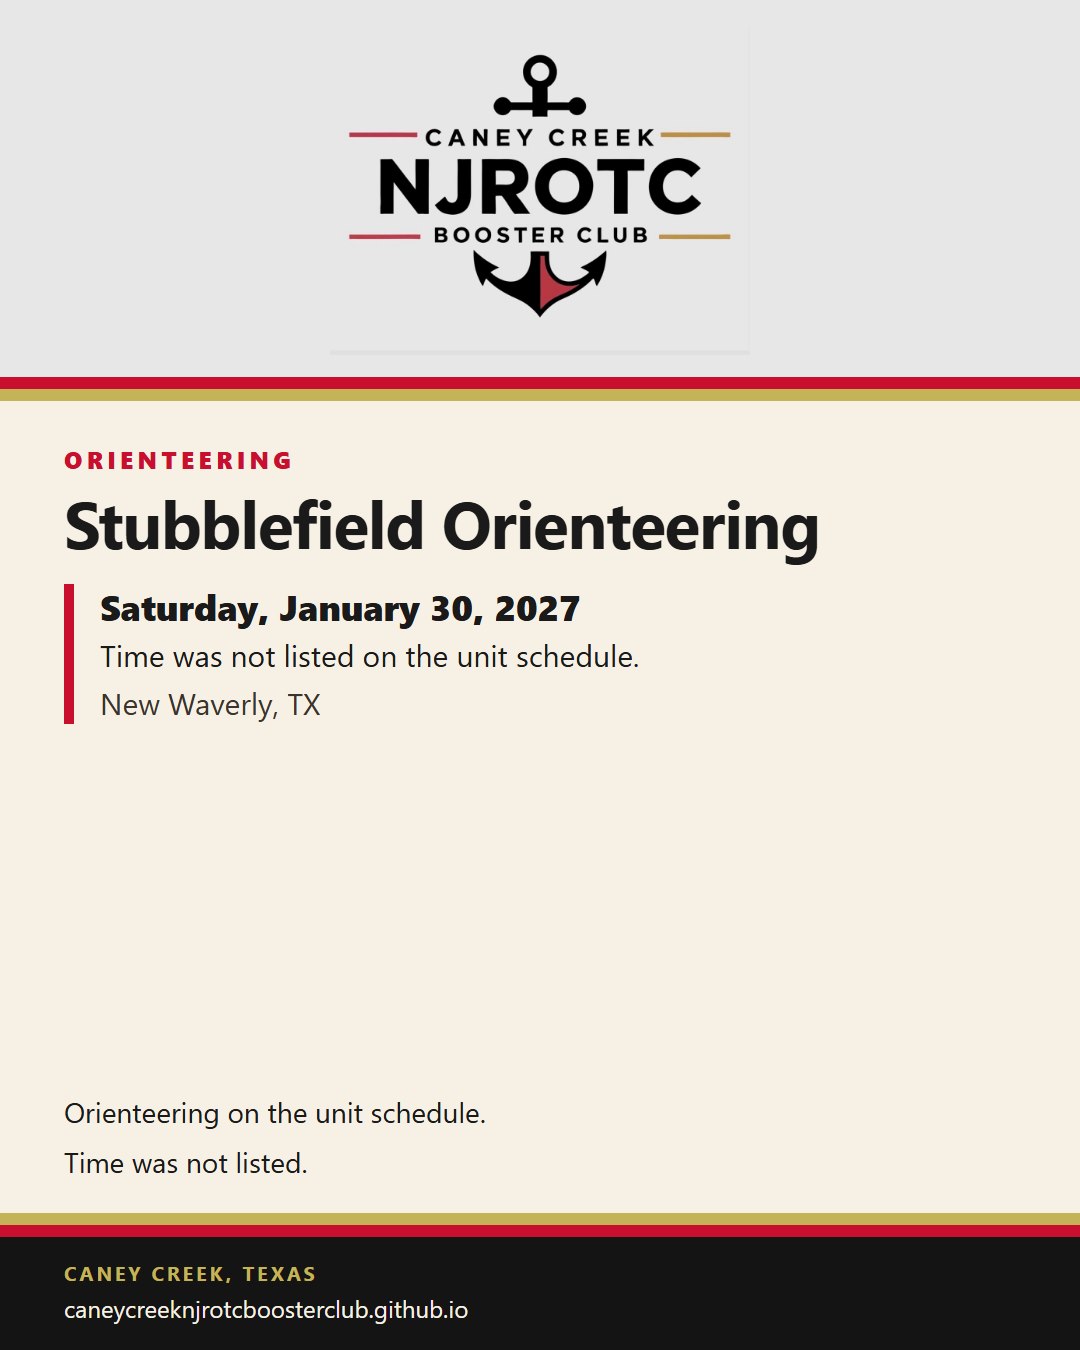 CANEY CREEK
NJROTC
BOOSTER CLUB
ORIENTEERING
Stubblefield Orienteering
Saturday, January 30, 2027
Time was not listed on the unit schedule.
New Waverly, TX
Orienteering on the unit schedule.
Time was not listed.
CANEY CREEK, TEXAS
caneycreeknjrotcboosterclub.github.io